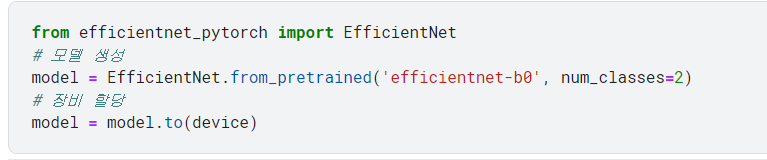 from efficientnet_pytorch import EfficientNet
# 모델 생성
model = EfficientNet.from_pretrained('efficientnet-b0', num_classes=2)
# 장비 할당
model = model.to(device)